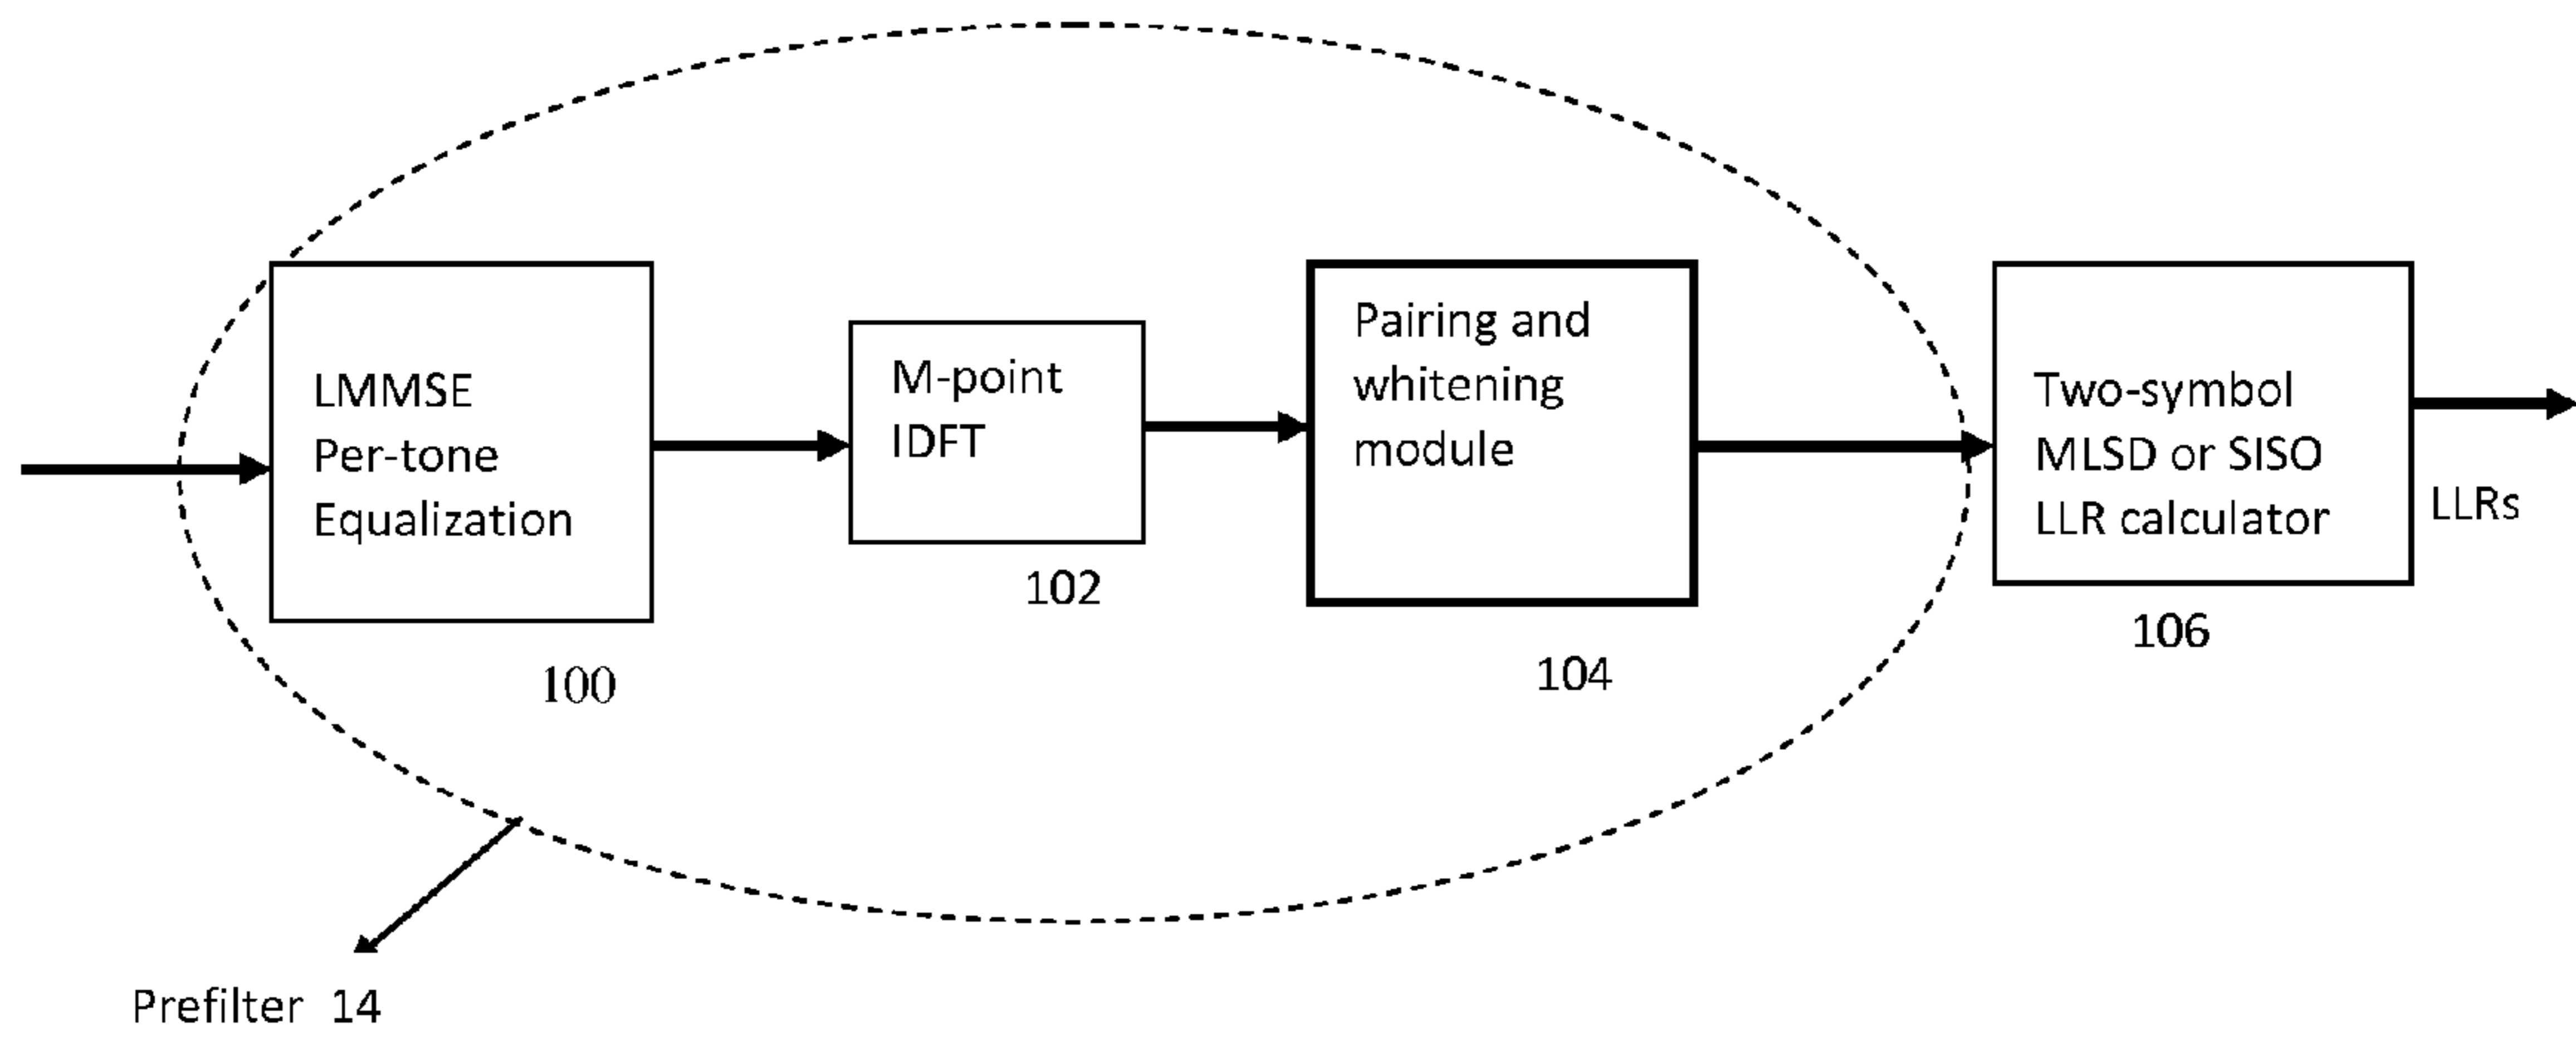 LMMSE
Per-tone
Equalization
100
M-point
IDFT
102
Pairing and
whitening
module
104
Two-symbol
MLSD or SISO
LLR calculator
106
LLRs
Prefilter 14